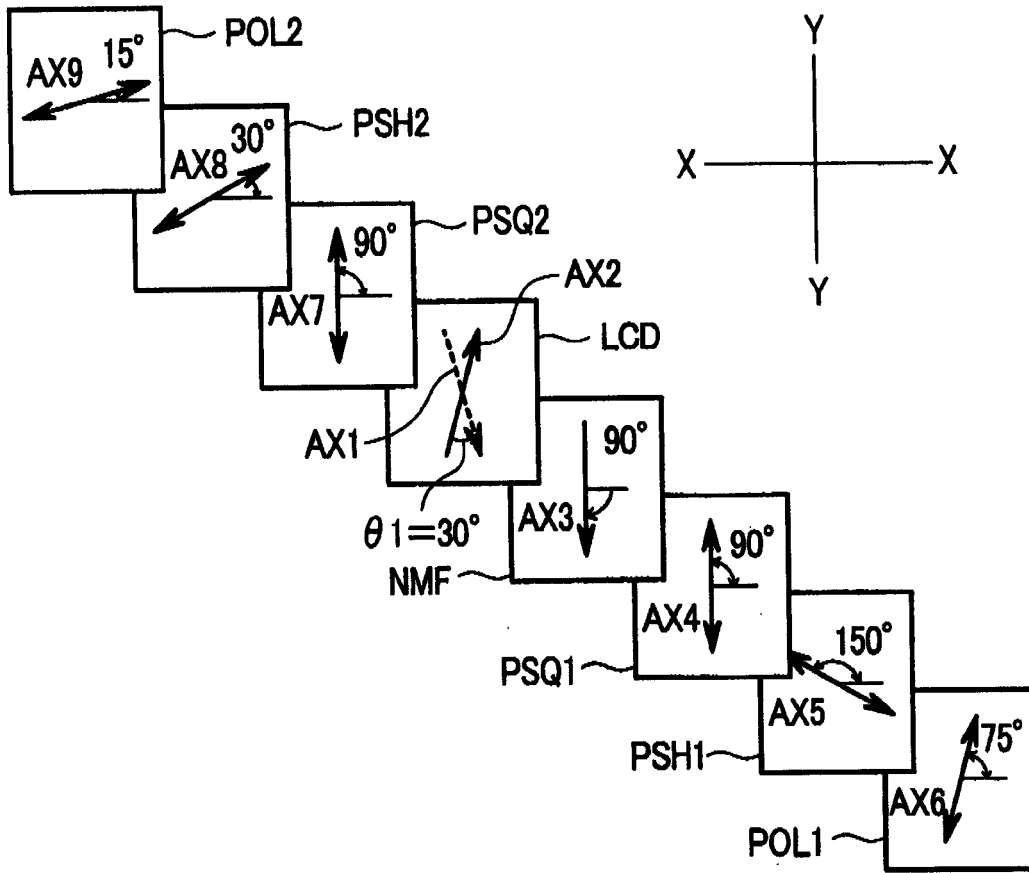 POL2
15°
AX9
Y
PSH2
30°
AX8
X
X
PSQ2
90°
AX7
Y
AX2
LCD
AX1
90°
AX3
θ1=30°
NMF
90°
AX4
PSQ1
150°
AX5
PSH1
75°
AX6
POL1